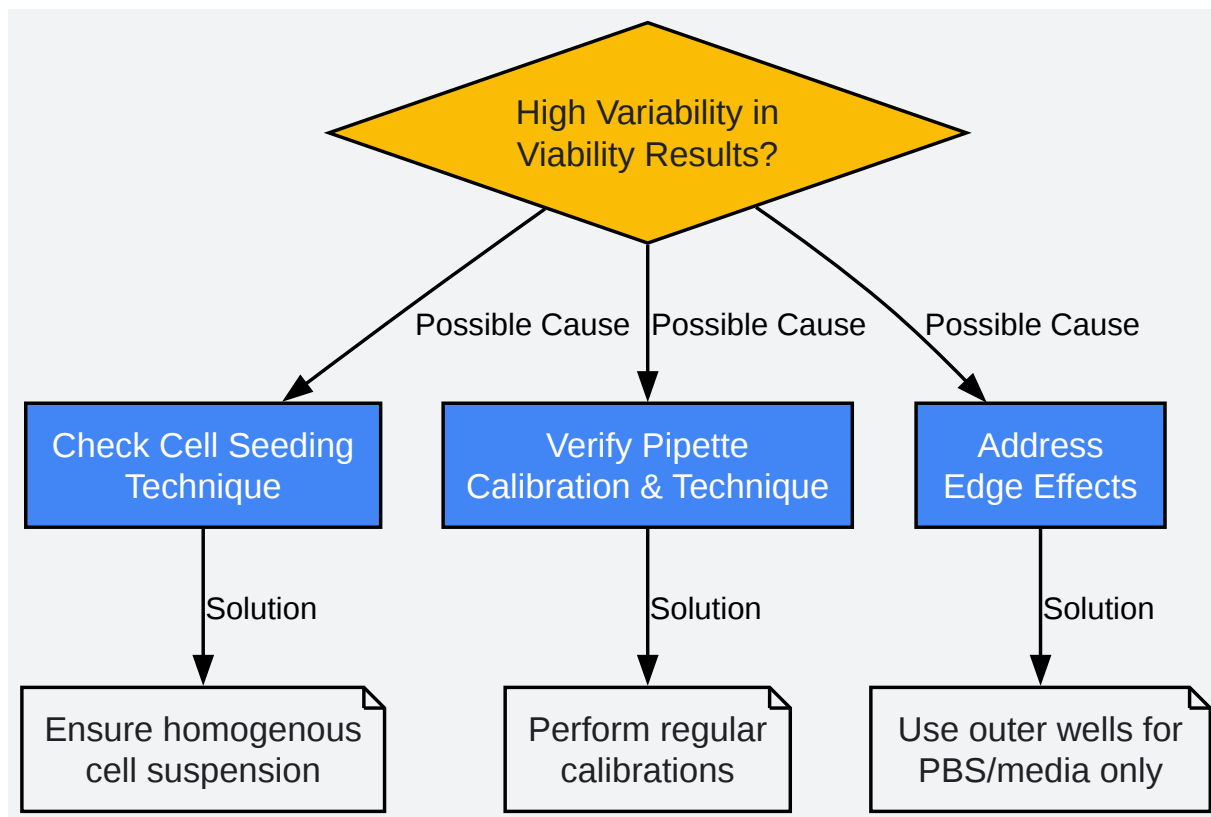 High Variability in
Viability Results?
Possible Cause
Possible Cause
Possible Cause
Check Cell Seeding
Technique
Verify Pipette
Calibration & Technique
Address
Edge Effects
Solution
Solution
Solution
Ensure homogenous
cell suspension
Perform regular
calibrations
Use outer wells for
PBS/media only